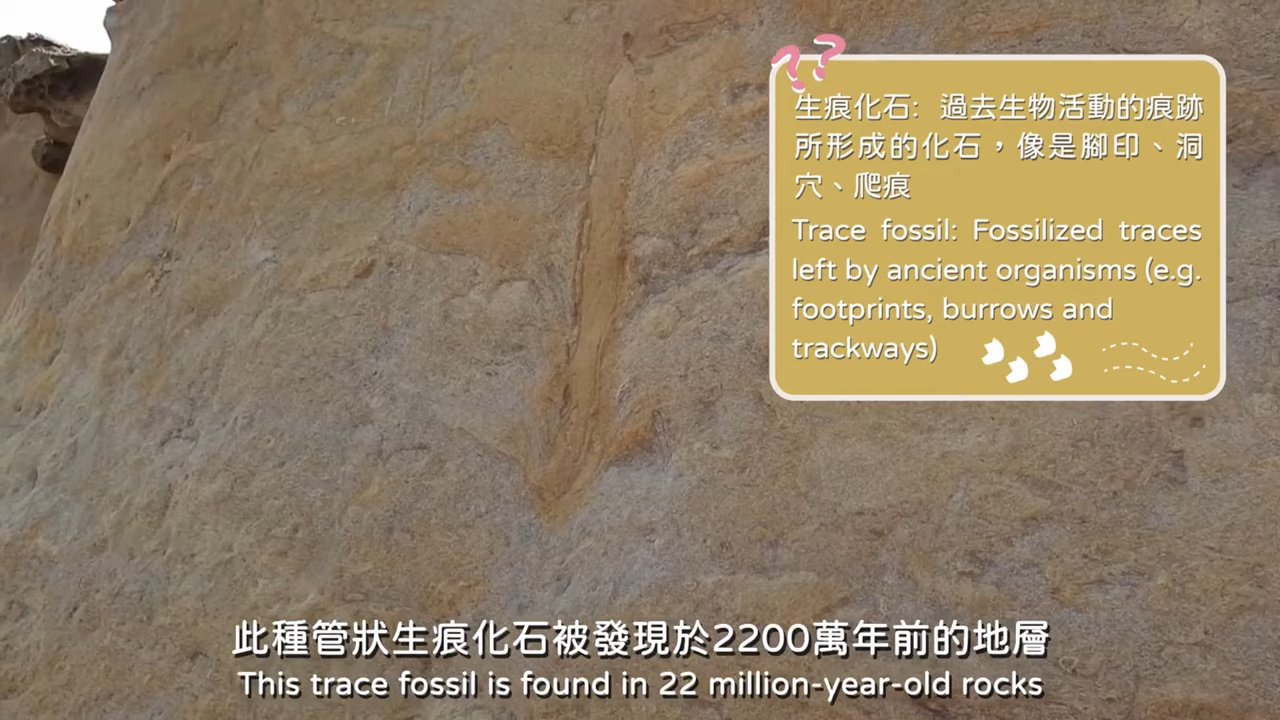 ??
生痕化石: 過去生物活動的痕跡
所形成的化石，像是腳印、洞
穴、爬痕
Trace fossil: Fossilized traces
left by ancient organisms (e.g.
footprints, burrows and
trackways)
此種管狀生痕化石被發現於2200萬年前的地層
This trace fossil is found in 22 million-year-old rocks